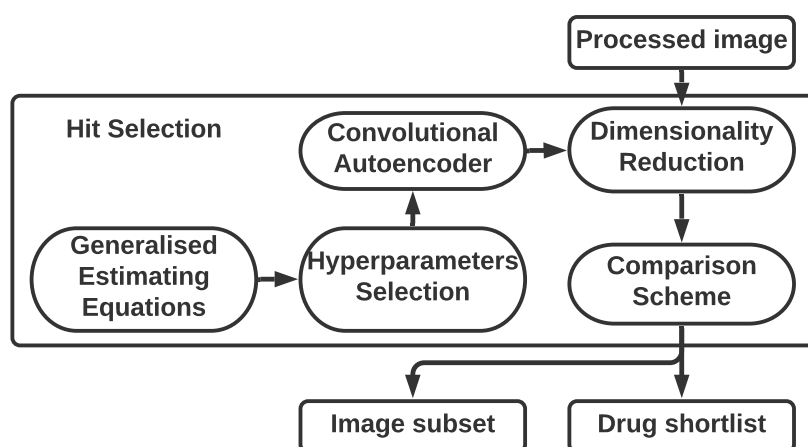 Processed image
Hit Selection
Convolutional
Autoencoder
Dimensionality
Reduction
Generalised
Estimating
Equations
Hyperparameters
Selection
Comparison
Scheme
Image subset
Drug shortlist